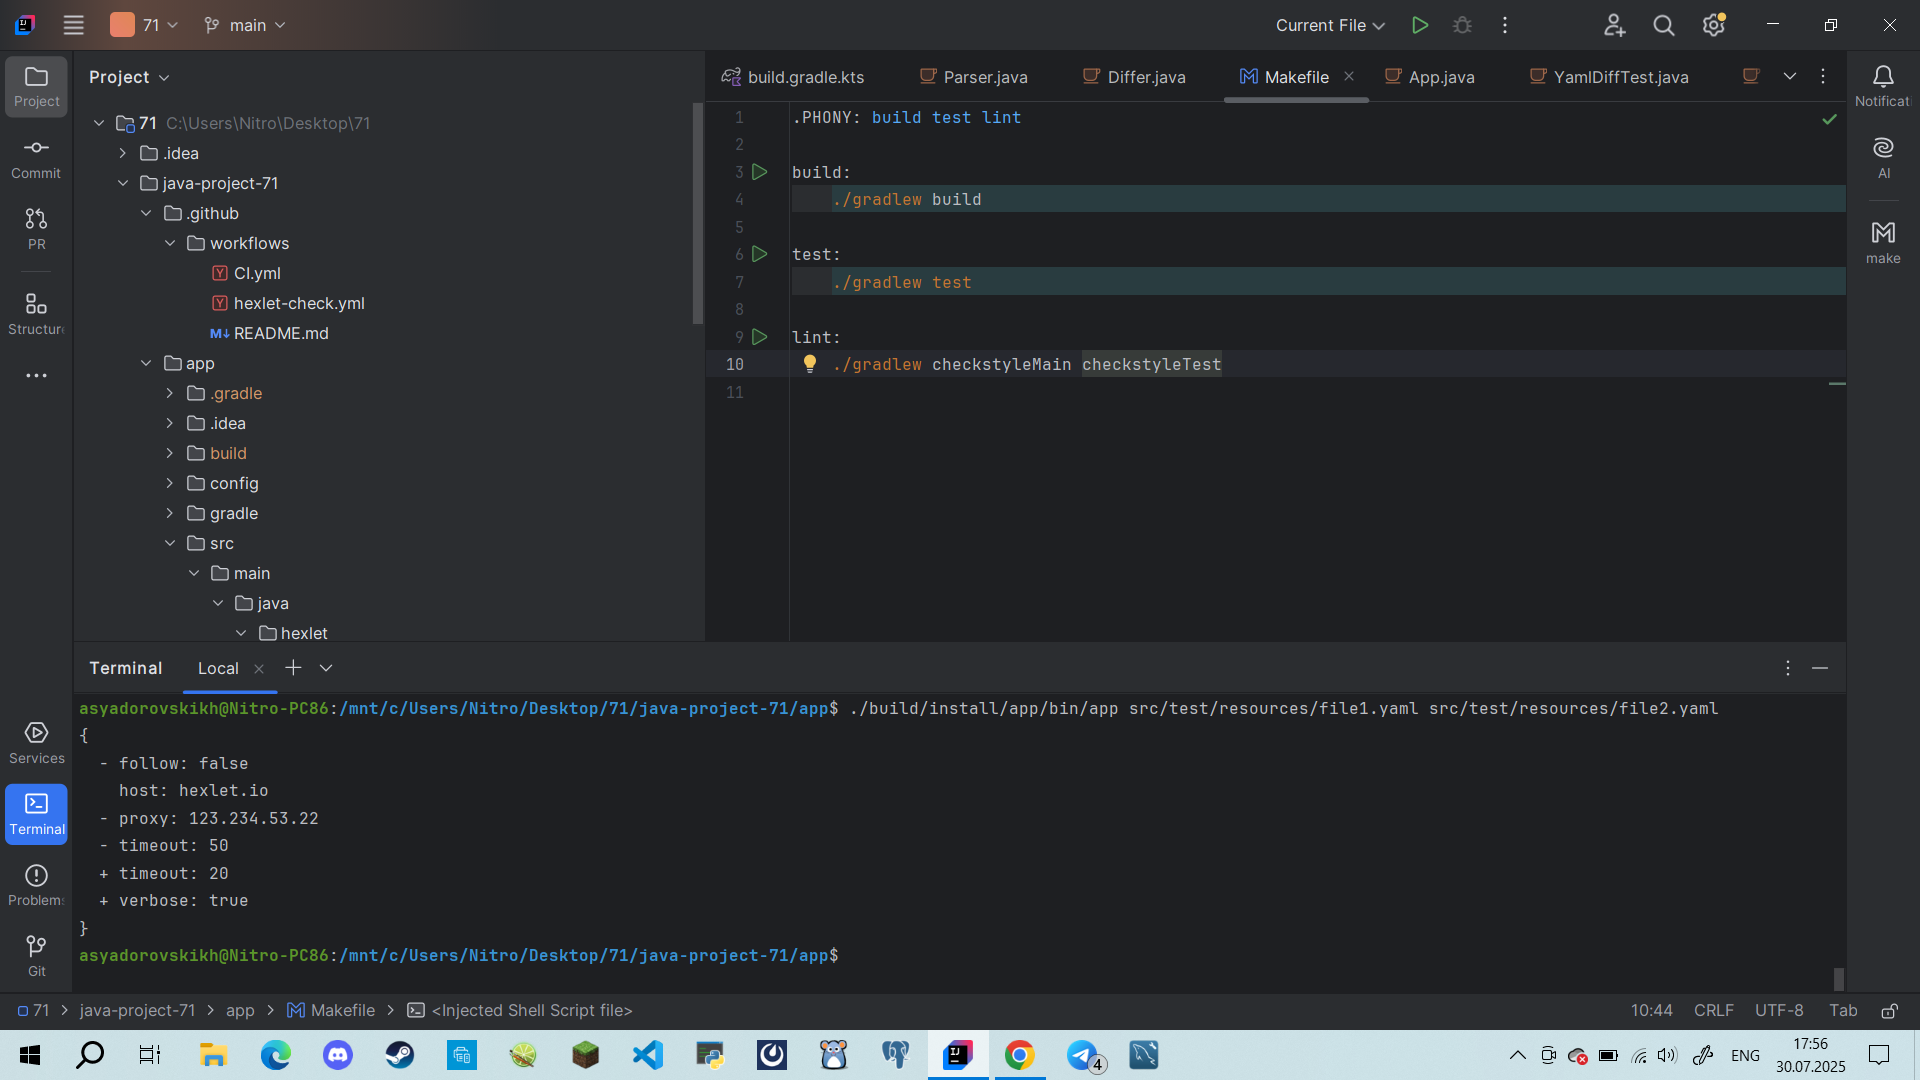 71
main
Current File
Project
Commit
PR
Structure
Services
Terminal
Problems
Git
Project
71 C:\Users\Nitro\Desktop\71
.idea
java-project-71
.github
workflows
CI.yml
hexlet-check.yml
README.md
app
.gradle
.idea
build
config
gradle
src
main
java
hexlet
build.gradle.kts
Parser.java
Differ.java
Makefile
App.java
YamlDiffTest.java
1 .PHONY: build test lint
2
3 build:
4 ./gradlew build
5
6 test:
7 ./gradlew test
8
9 lint:
10 ./gradlew checkstyleMain checkstyleTest
11
Notificati
AI
make
Terminal Local
asyadorovskikh@Nitro-PC86:/mnt/c/Users/Nitro/Desktop/71/java-project-71/app$ ./build/install/app/bin/app src/test/resources/file1.yaml src/test/resources/file2.yaml
{
  - follow: false
    host: hexlet.io
  - proxy: 123.234.53.22
  - timeout: 50
  + timeout: 20
  + verbose: true
}
asyadorovskikh@Nitro-PC86:/mnt/c/Users/Nitro/Desktop/71/java-project-71/app$
71 > java-project-71 > app > Makefile > <Injected Shell Script file>
10:44 CRLF UTF-8 Tab
4
ENG
17:56
30.07.2025